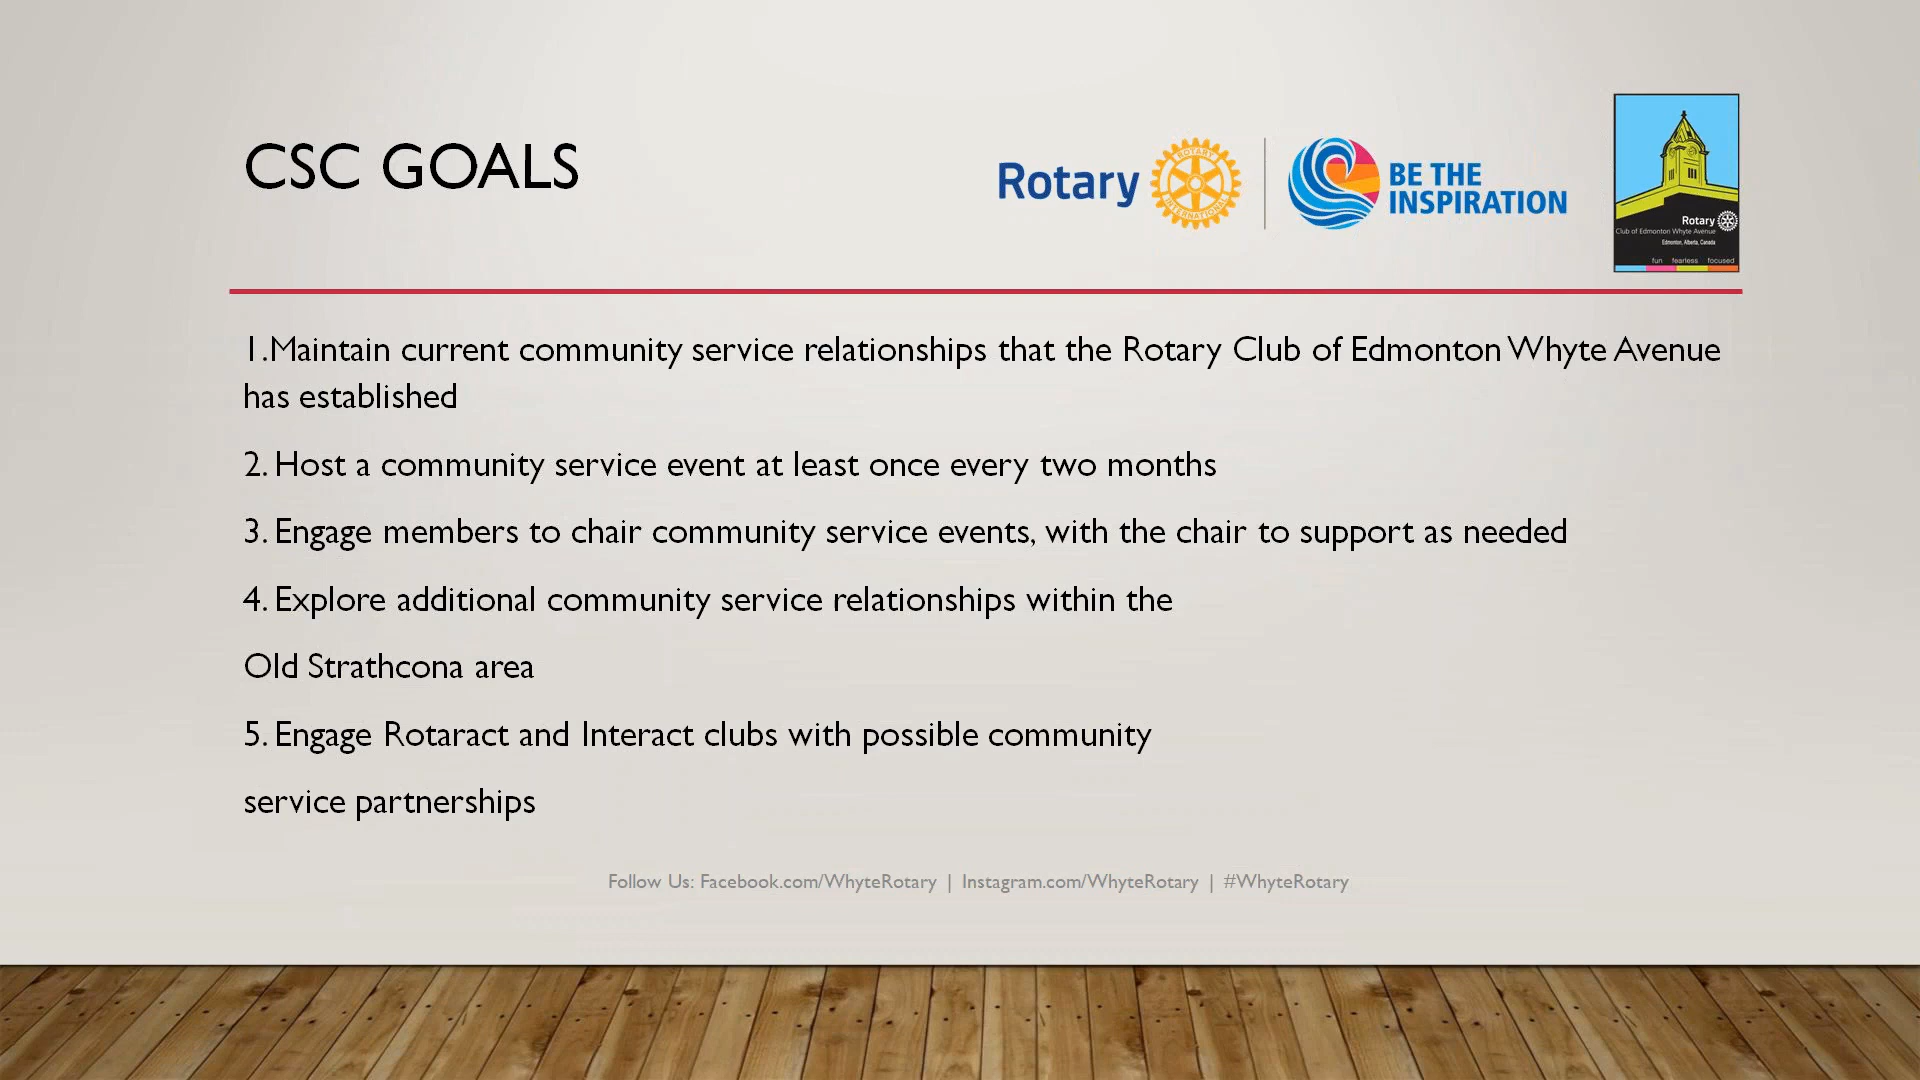 CSC GOALS
Rotary
ROTARY
INTERNATIONAL
BE THE
INSPIRATION
Rotary
Club of Edmonton Whyte Avenue
Edmonton, Alberta, Canada
fun fearless focused
1.Maintain current community service relationships that the Rotary Club of Edmonton Whyte Avenue
has established
2. Host a community service event at least once every two months
3. Engage members to chair community service events, with the chair to support as needed
4. Explore additional community service relationships within the
Old Strathcona area
5. Engage Rotaract and Interact clubs with possible community
service partnerships
Follow Us: Facebook.com/WhyteRotary | Instagram.com/WhyteRotary | #WhyteRotary